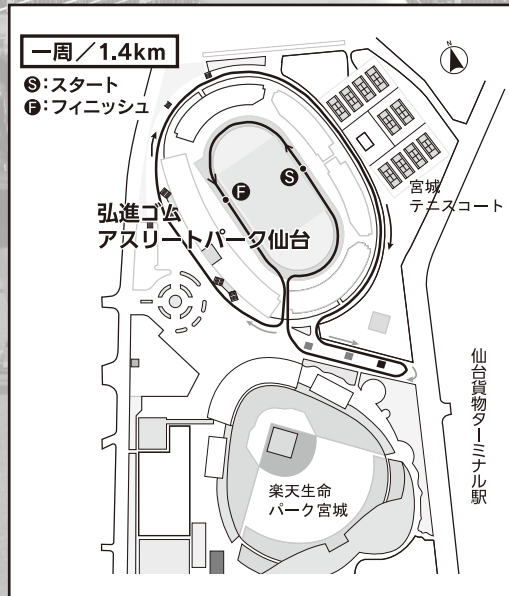 一周／1.4km
Ⓢ:スタート
Ⓕ:フィニッシュ
N
Ⓢ
Ⓕ
宮城
テニスコート
弘進ゴム
アスリートパーク仙台
仙台貨物ターミナル駅
楽天生命
パーク宮城